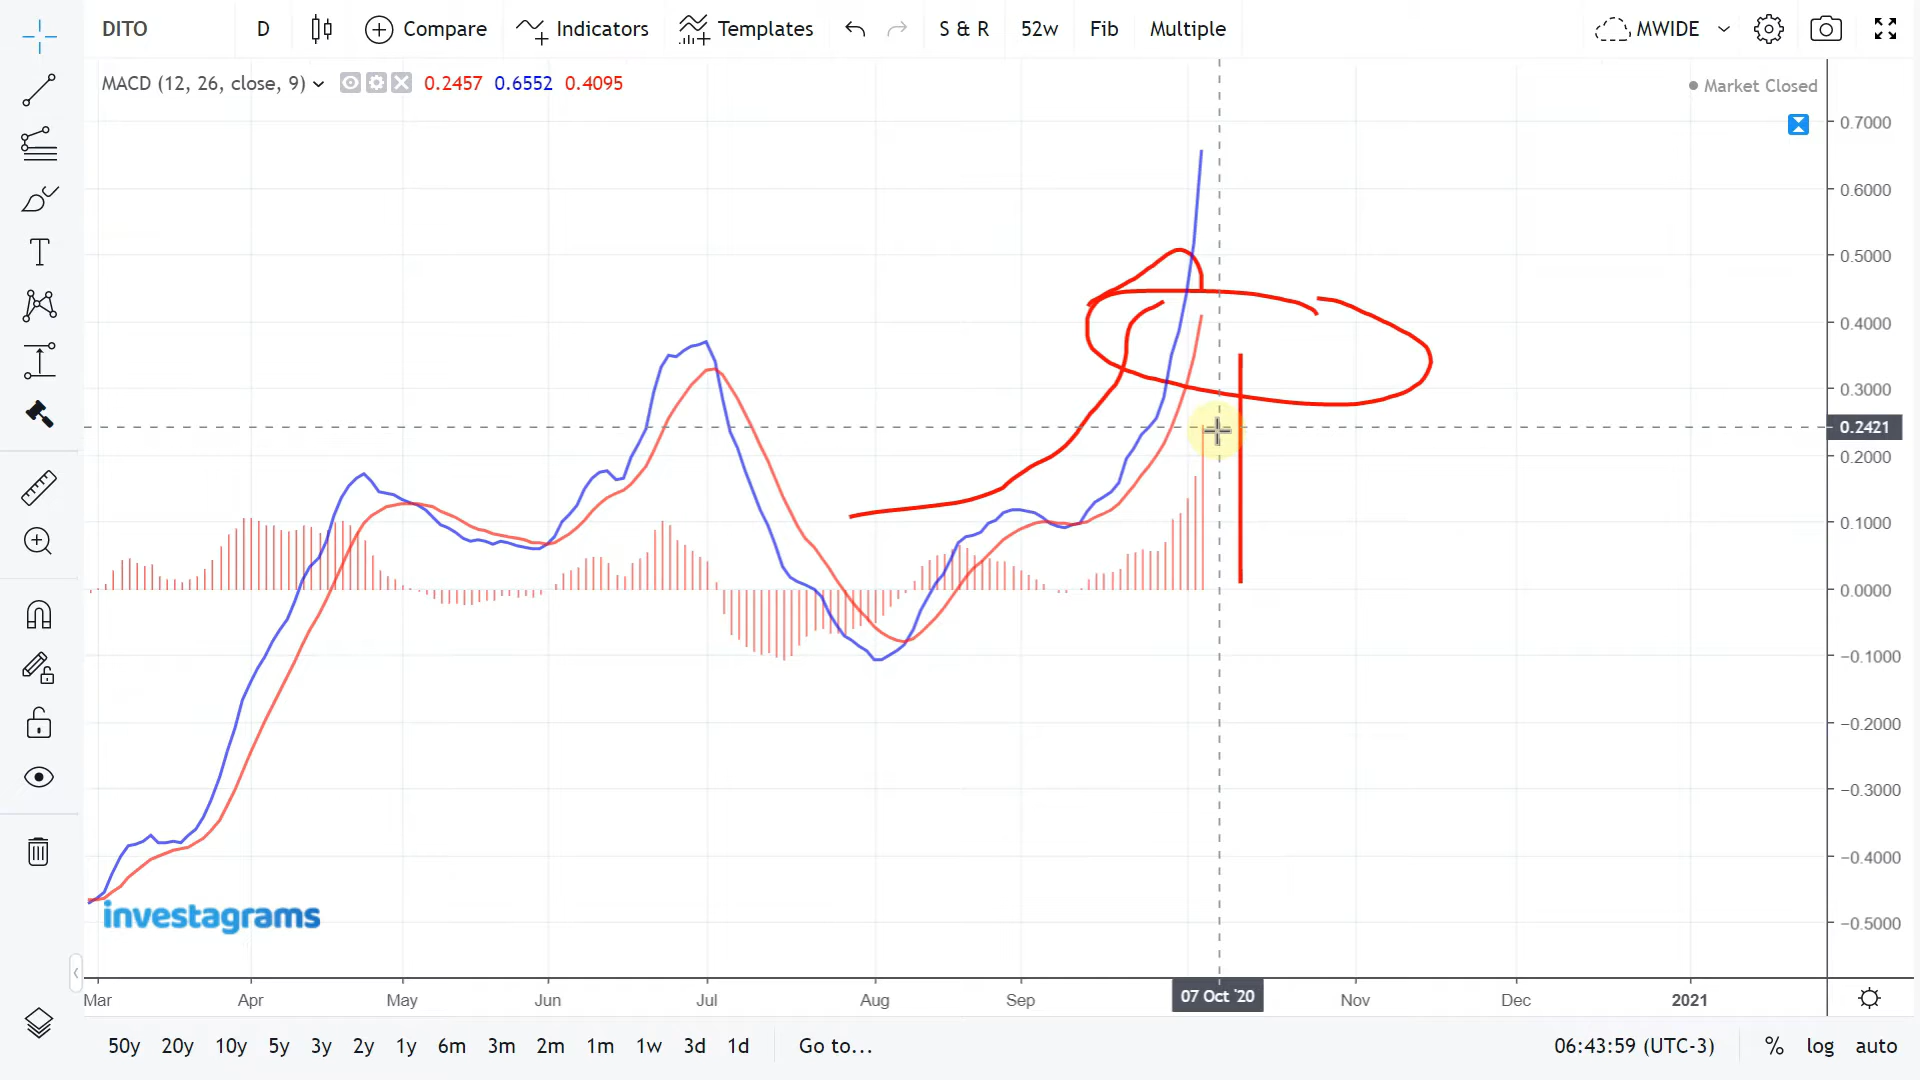 DITO D Compare Indicators Templates S & R 52w Fib Multiple MWIDE
MACD (12, 26, close, 9) 0.2457 0.6552 0.4095
Market Closed
0.7000
0.6000
0.5000
0.4000
0.3000
0.2421
0.2000
0.1000
0.0000
−0.1000
−0.2000
−0.3000
−0.4000
−0.5000
investagrams
Mar Apr May Jun Jul Aug Sep 07 Oct '20 Nov Dec 2021
50y 20y 10y 5y 3y 2y 1y 6m 3m 2m 1m 1w 3d 1d Go to... 06:43:59 (UTC-3) % log auto